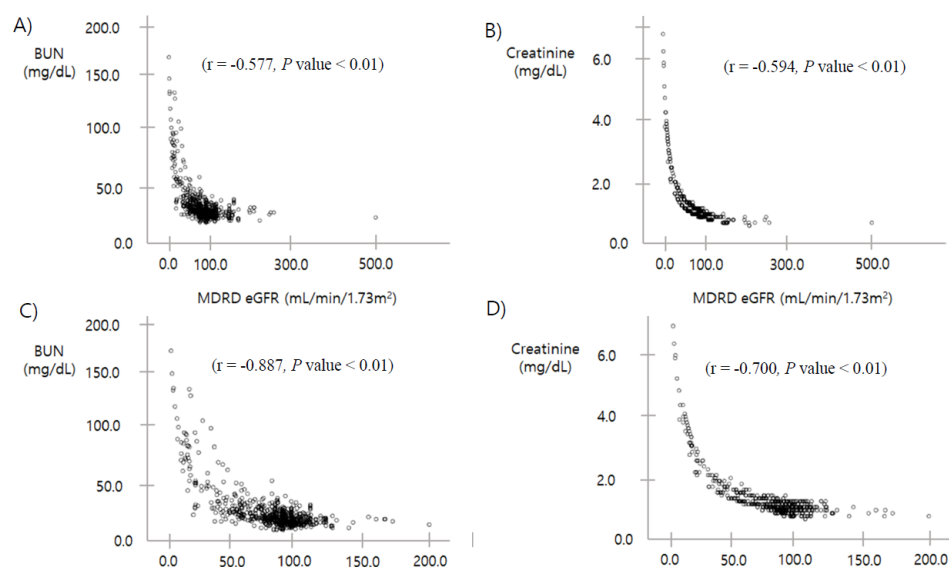 A)
BUN
(mg/dL)
200.0
150.0
100.0
50.0
0.0
(r = -0.577, P value < 0.01)
0.0 100.0 300.0 500.0
MDRD eGFR (mL/min/1.73m²)
B)
Creatinine
(mg/dL)
6.0
4.0
2.0
0.0
(r = -0.594, P value < 0.01)
0.0 100.0 300.0 500.0
MDRD eGFR (mL/min/1.73m²)
C)
BUN
(mg/dL)
200.0
150.0
100.0
50.0
0.0
(r = -0.887, P value < 0.01)
0.0 50.0 100.0 150.0 200.0
D)
Creatinine
(mg/dL)
6.0
4.0
2.0
0.0
(r = -0.700, P value < 0.01)
0.0 50.0 100.0 150.0 200.0